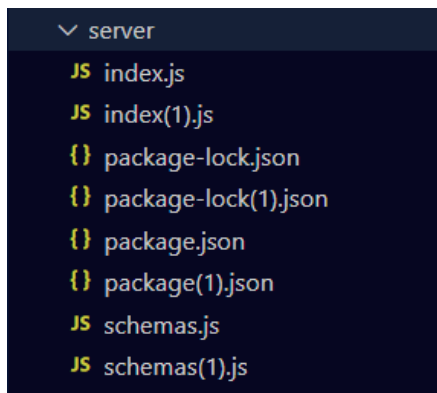 server
JS index.js
JS index(1).js
{} package-lock.json
{} package-lock(1).json
{} package.json
{} package(1).json
JS schemas.js
JS schemas(1).js